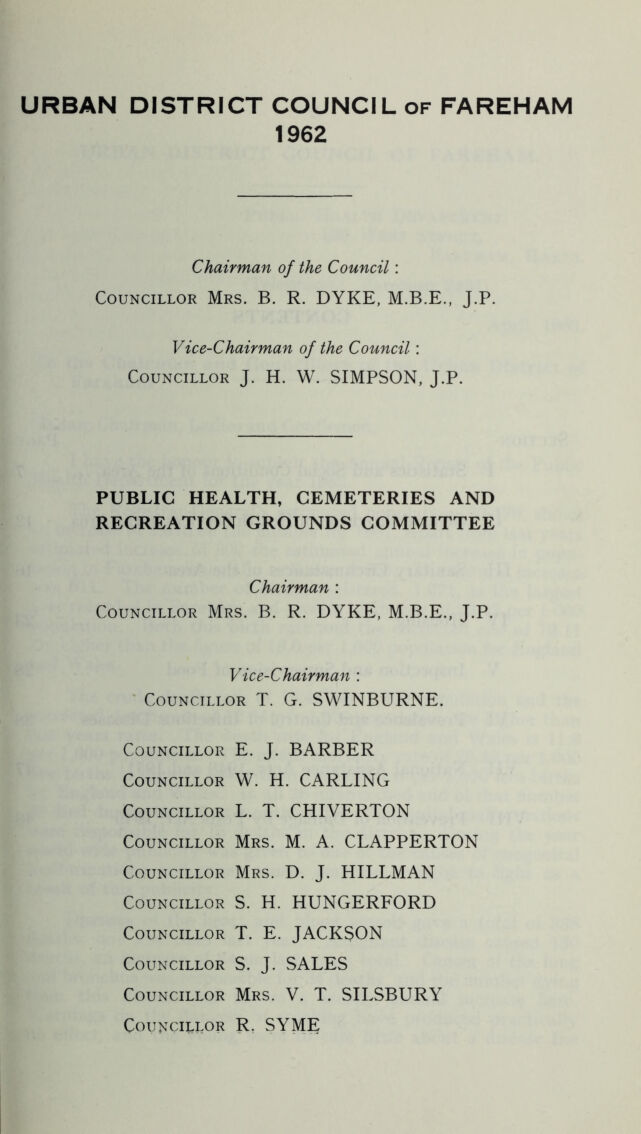 URBAN DISTRICT COUNCIL OF FAREHAM
1962
Chairman of the Council :
COUNCILLOR MRS. B. R. DYKE, M.B.E., J.P.
Vice-Chairman of the Council :
COUNCILLOR J. H. W. SIMPSON, J.P.
PUBLIC HEALTH, CEMETERIES AND
RECREATION GROUNDS COMMITTEE
Chairman :
COUNCILLOR MRS. B. R. DYKE, M.B.E., J.P.
Vice-Chairman :
COUNCILLOR T. G. SWINBURNE.
COUNCILLOR E. J. BARBER
COUNCILLOR W. H. CARLING
COUNCILLOR L. T. CHIVERTON
COUNCILLOR MRS. M. A. CLAPPERTON
COUNCILLOR MRS. D. J. HILLMAN
COUNCILLOR S. H. HUNGERFORD
COUNCILLOR T. E. JACKSON
COUNCILLOR S. J. SALES
COUNCILLOR MRS. V. T. SILSBURY
COUNCILLOR R. SYME